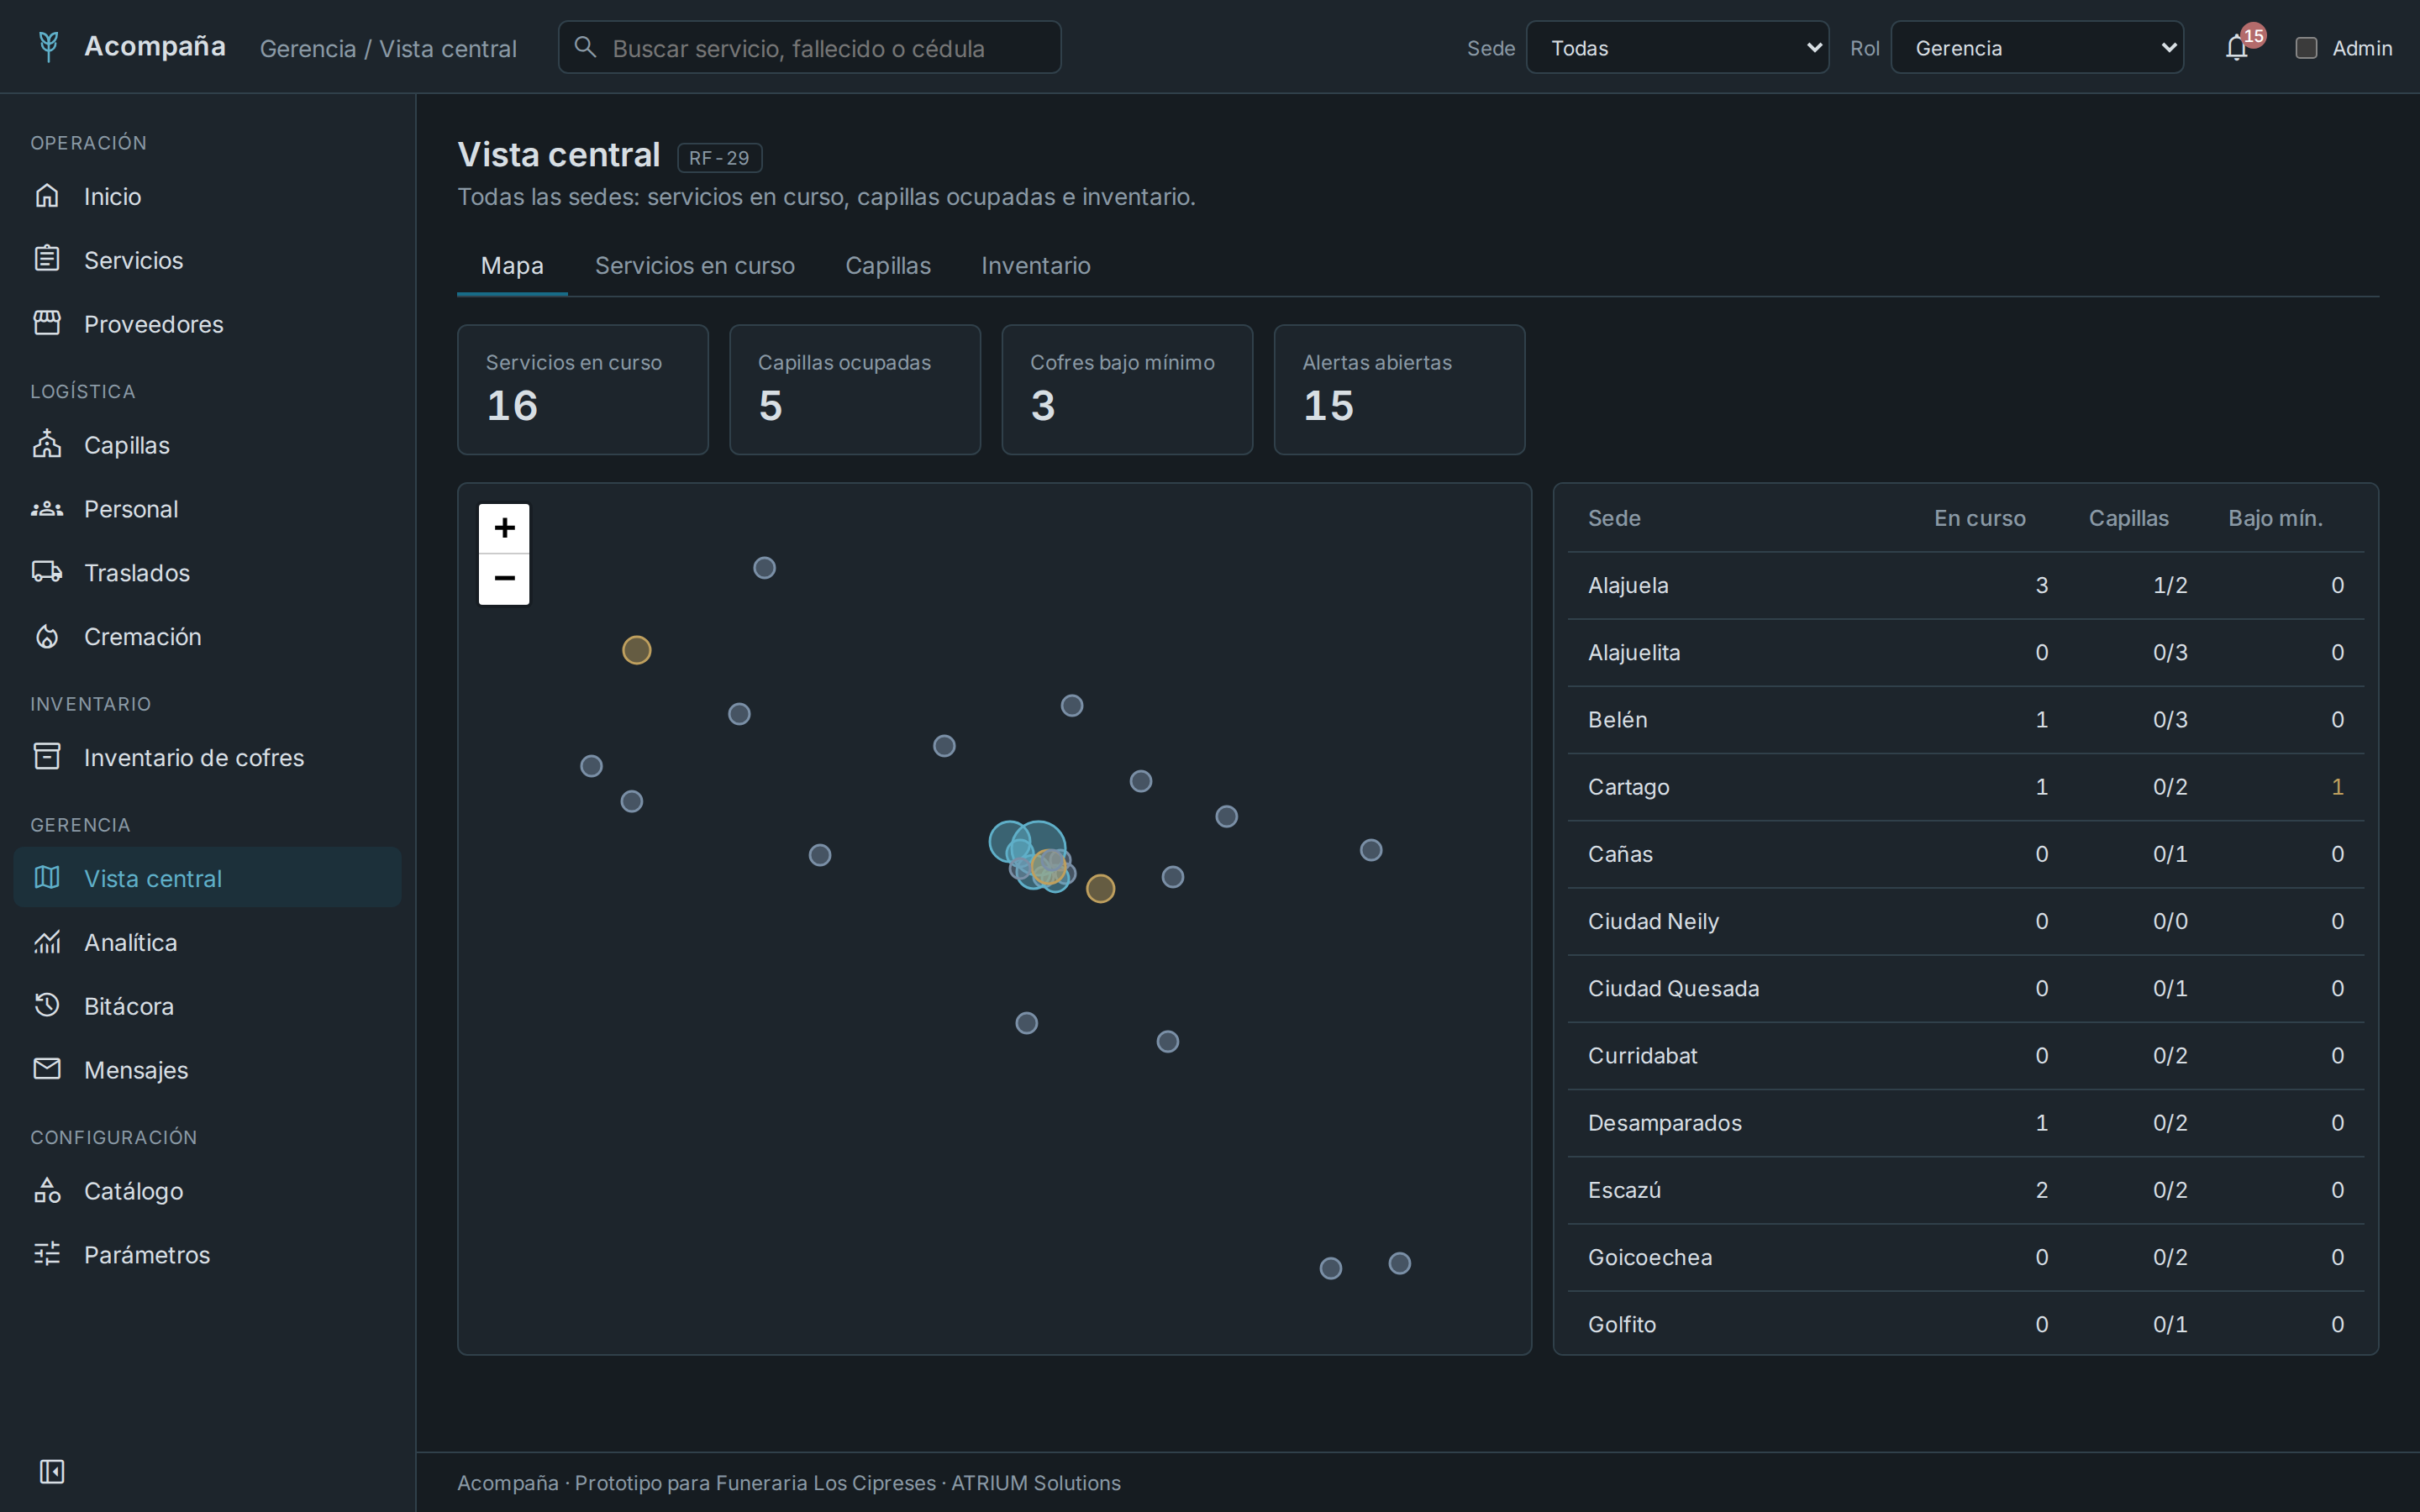 Acompaña
Gerencia / Vista central
Buscar servicio, fallecido o cédula
Sede
Todas
Rol
Gerencia
15
Admin
OPERACIÓN
Inicio
Servicios
Proveedores
LOGÍSTICA
Capillas
Personal
Traslados
Cremación
INVENTARIO
Inventario de cofres
GERENCIA
Vista central
Analítica
Bitácora
Mensajes
CONFIGURACIÓN
Catálogo
Parámetros
Vista central RF-29
Todas las sedes: servicios en curso, capillas ocupadas e inventario.
Mapa Servicios en curso Capillas Inventario
Servicios en curso
16
Capillas ocupadas
5
Cofres bajo mínimo
3
Alertas abiertas
15
+
−
Sede En curso Capillas Bajo mín.
Alajuela 3 1/2 0
Alajuelita 0 0/3 0
Belén 1 0/3 0
Cartago 1 0/2 1
Cañas 0 0/1 0
Ciudad Neily 0 0/0 0
Ciudad Quesada 0 0/1 0
Curridabat 0 0/2 0
Desamparados 1 0/2 0
Escazú 2 0/2 0
Goicoechea 0 0/2 0
Golfito 0 0/1 0
Acompaña · Prototipo para Funeraria Los Cipreses · ATRIUM Solutions